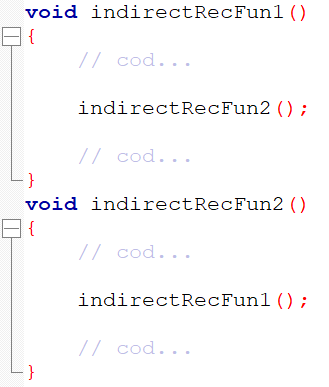 void indirectRecFun1()
{
// cod...
indirectRecFun2();
// cod...
}
void indirectRecFun2()
{
// cod...
indirectRecFun1();
// cod...
}